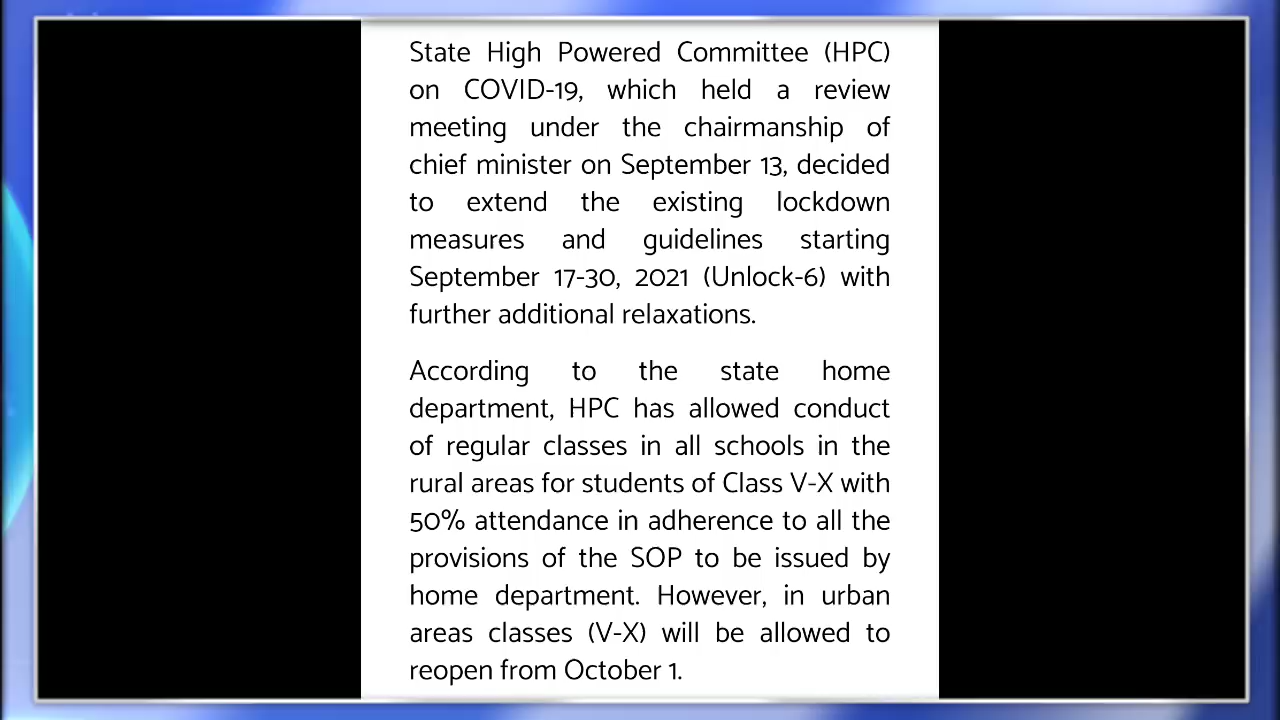 State High Powered Committee (HPC)
on COVID-19, which held a review
meeting under the chairmanship of
chief minister on September 13, decided
to extend the existing lockdown
measures and guidelines starting
September 17-30, 2021 (Unlock-6) with
further additional relaxations.
According to the state home
department, HPC has allowed conduct
of regular classes in all schools in the
rural areas for students of Class V-X with
50% attendance in adherence to all the
provisions of the SOP to be issued by
home department. However, in urban
areas classes (V-X) will be allowed to
reopen from October 1.